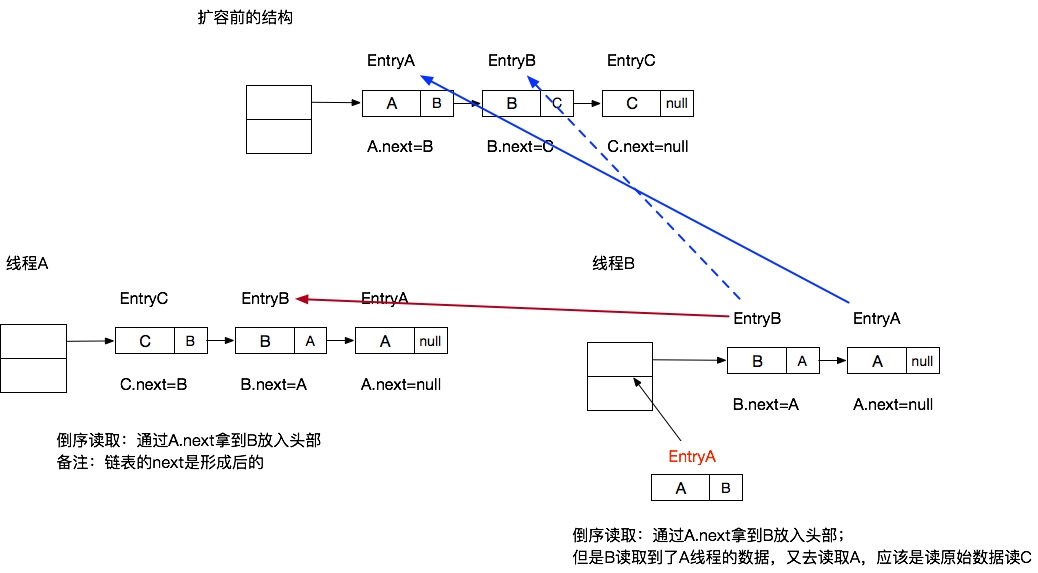 扩容前的结构
EntryA EntryB EntryC
A B B C C null
A.next=B B.next=C C.next=null
线程A
EntryC EntryB EntryA
C B B A A null
C.next=B B.next=A A.next=null
倒序读取：通过A.next拿到B放入头部
备注：链表的next是形成后的
线程B
EntryB EntryA
B A A null
B.next=A A.next=null
EntryA
A B
倒序读取：通过A.next拿到B放入头部；
但是B读取到了A线程的数据，又去读取A，应该是读原始数据读C